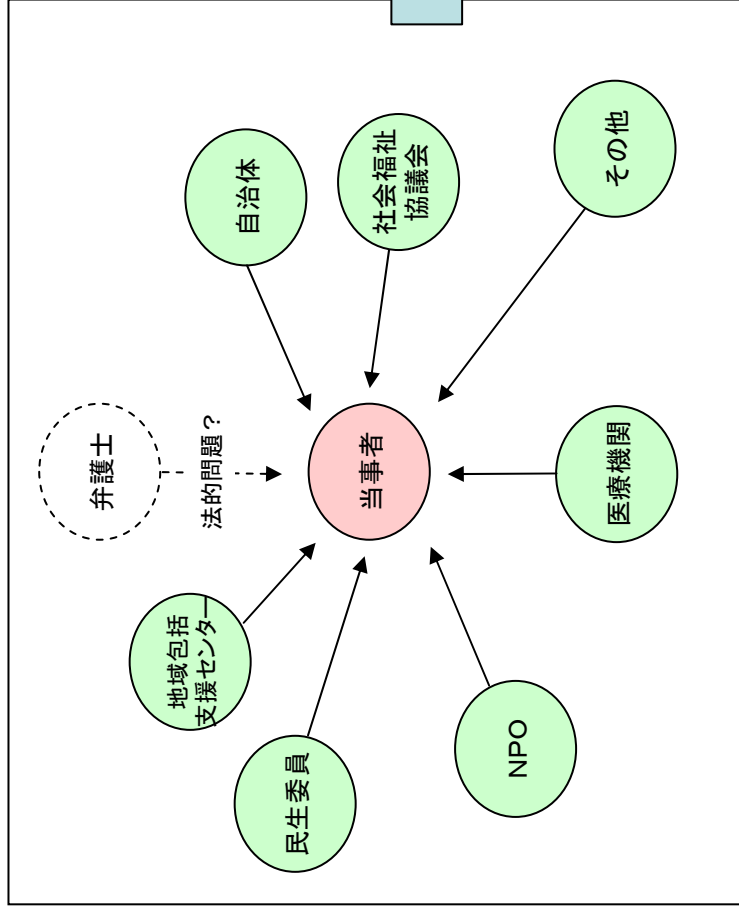 弁護士
法的問題？
地域包括
支援センター
自治体
民生委員
当事者
社会福祉
協議会
NPO
医療機関
その他